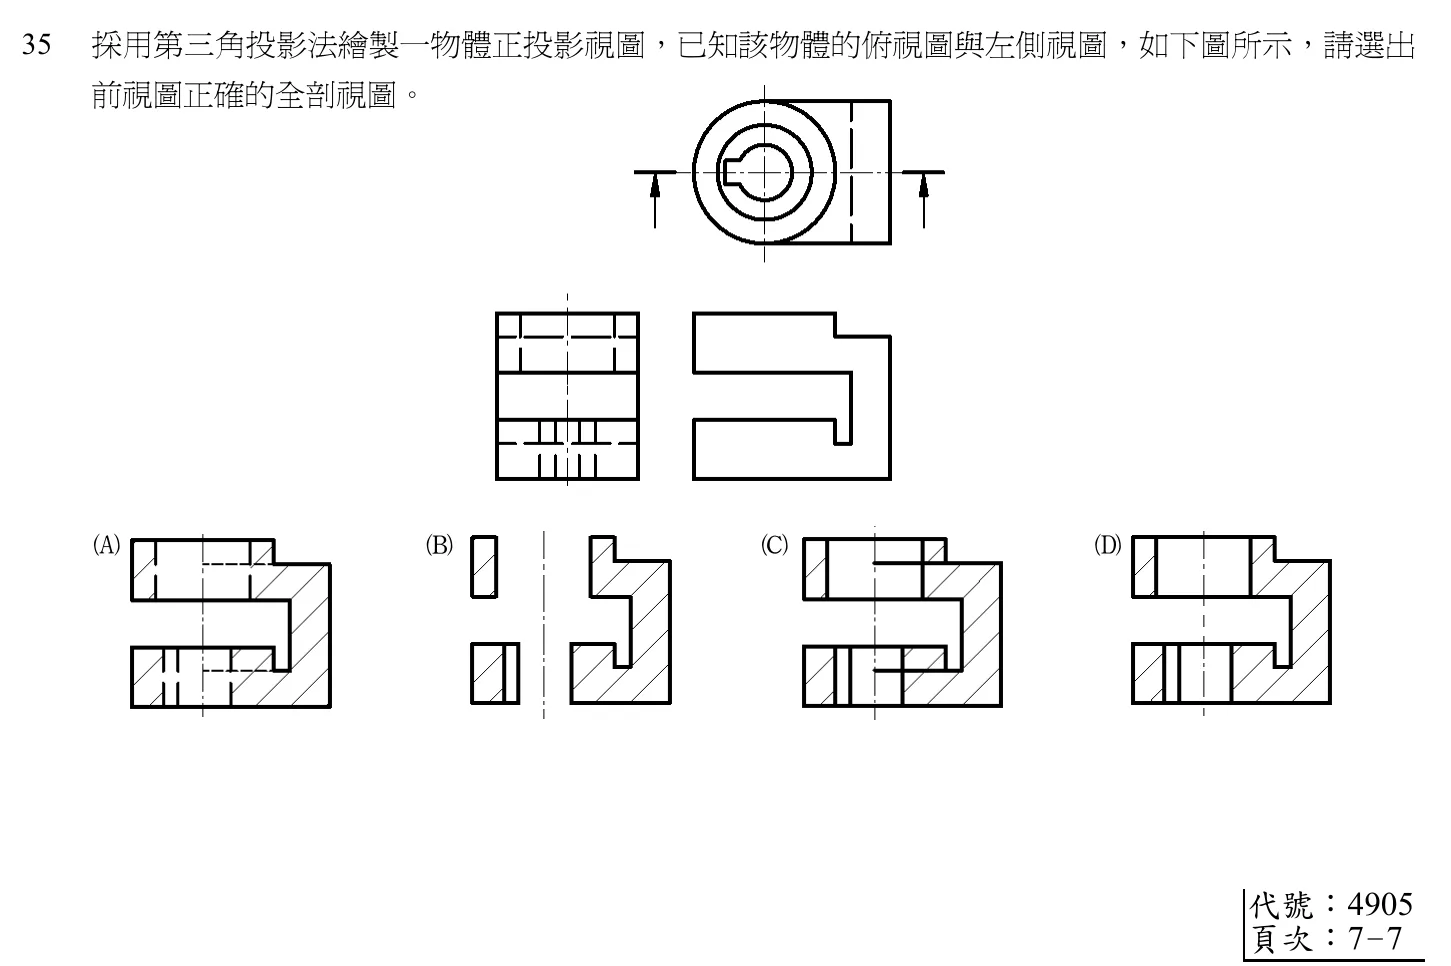 35 採用第三角投影法繪製一物體正投影視圖，已知該物體的俯視圖與左側視圖，如下圖所示，請選出
前視圖正確的全剖視圖。
(A) (B) (C) (D)
代號：4905
頁次：7－7